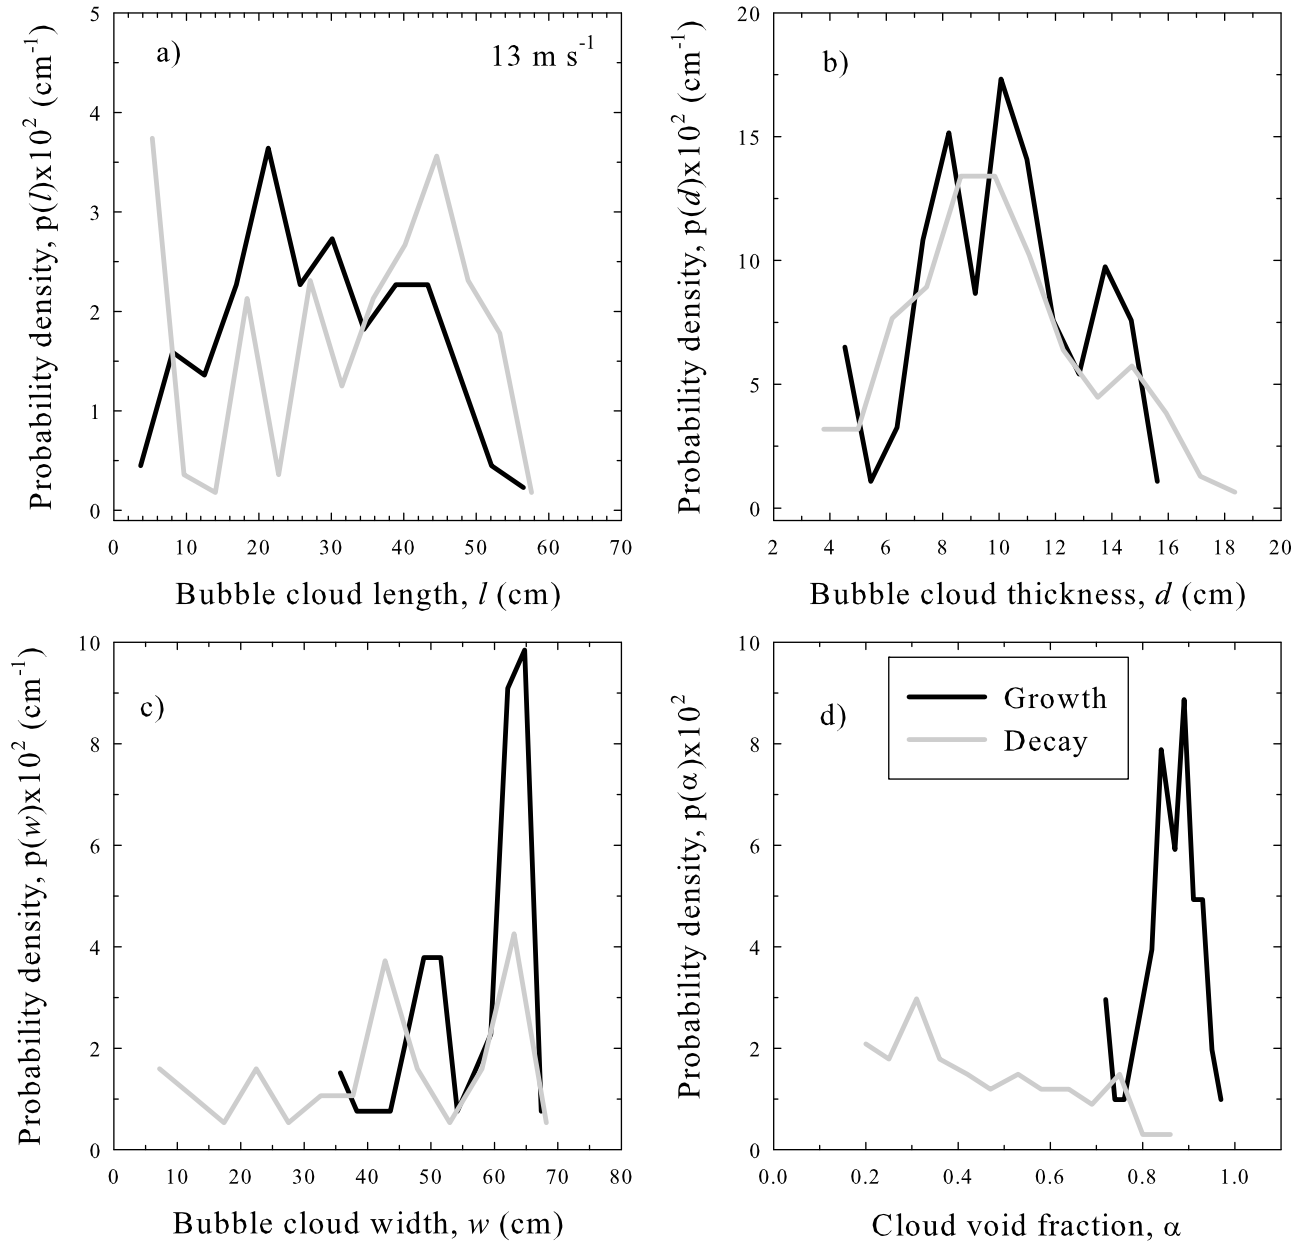 a)
13 m s⁻¹
Probability density, p(l)x10² (cm⁻¹)
5
4
3
2
1
0
0 10 20 30 40 50 60 70
Bubble cloud length, l (cm)
b)
Probability density, p(d)x10² (cm⁻¹)
20
15
10
5
0
2 4 6 8 10 12 14 16 18 20
Bubble cloud thickness, d (cm)
c)
Probability density, p(w)x10² (cm⁻¹)
10
8
6
4
2
0
0 10 20 30 40 50 60 70 80
Bubble cloud width, w (cm)
d)
Growth
Decay
Probability density, p(α)x10²
10
8
6
4
2
0
0.0 0.2 0.4 0.6 0.8 1.0
Cloud void fraction, α